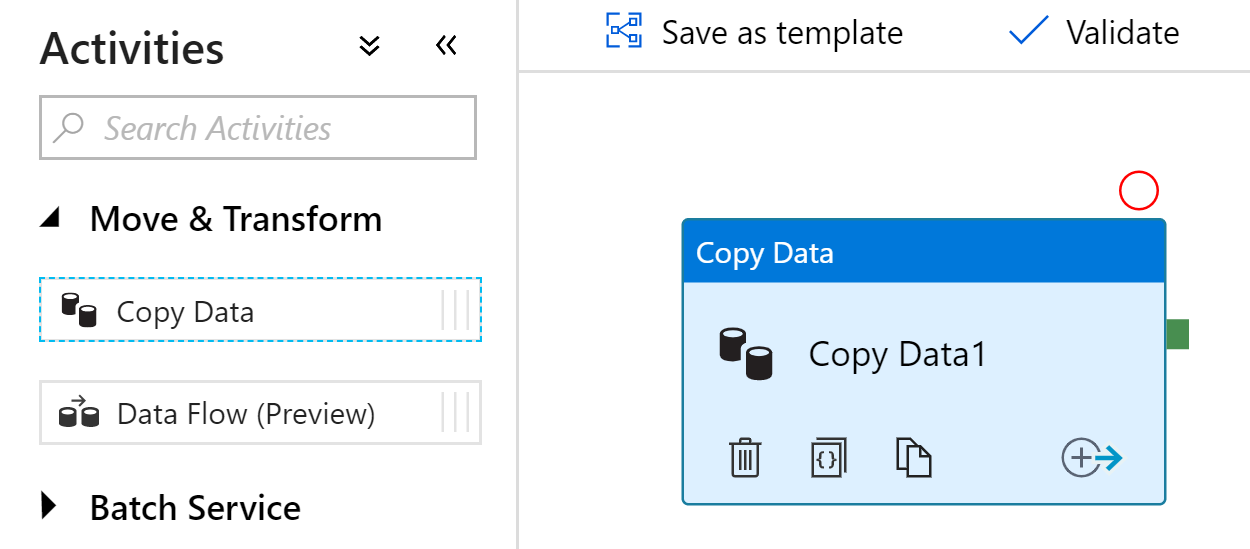 Activities
Search Activities
Move & Transform
Copy Data
Data Flow (Preview)
Batch Service
Save as template
Validate
Copy Data
Copy Data1
{}